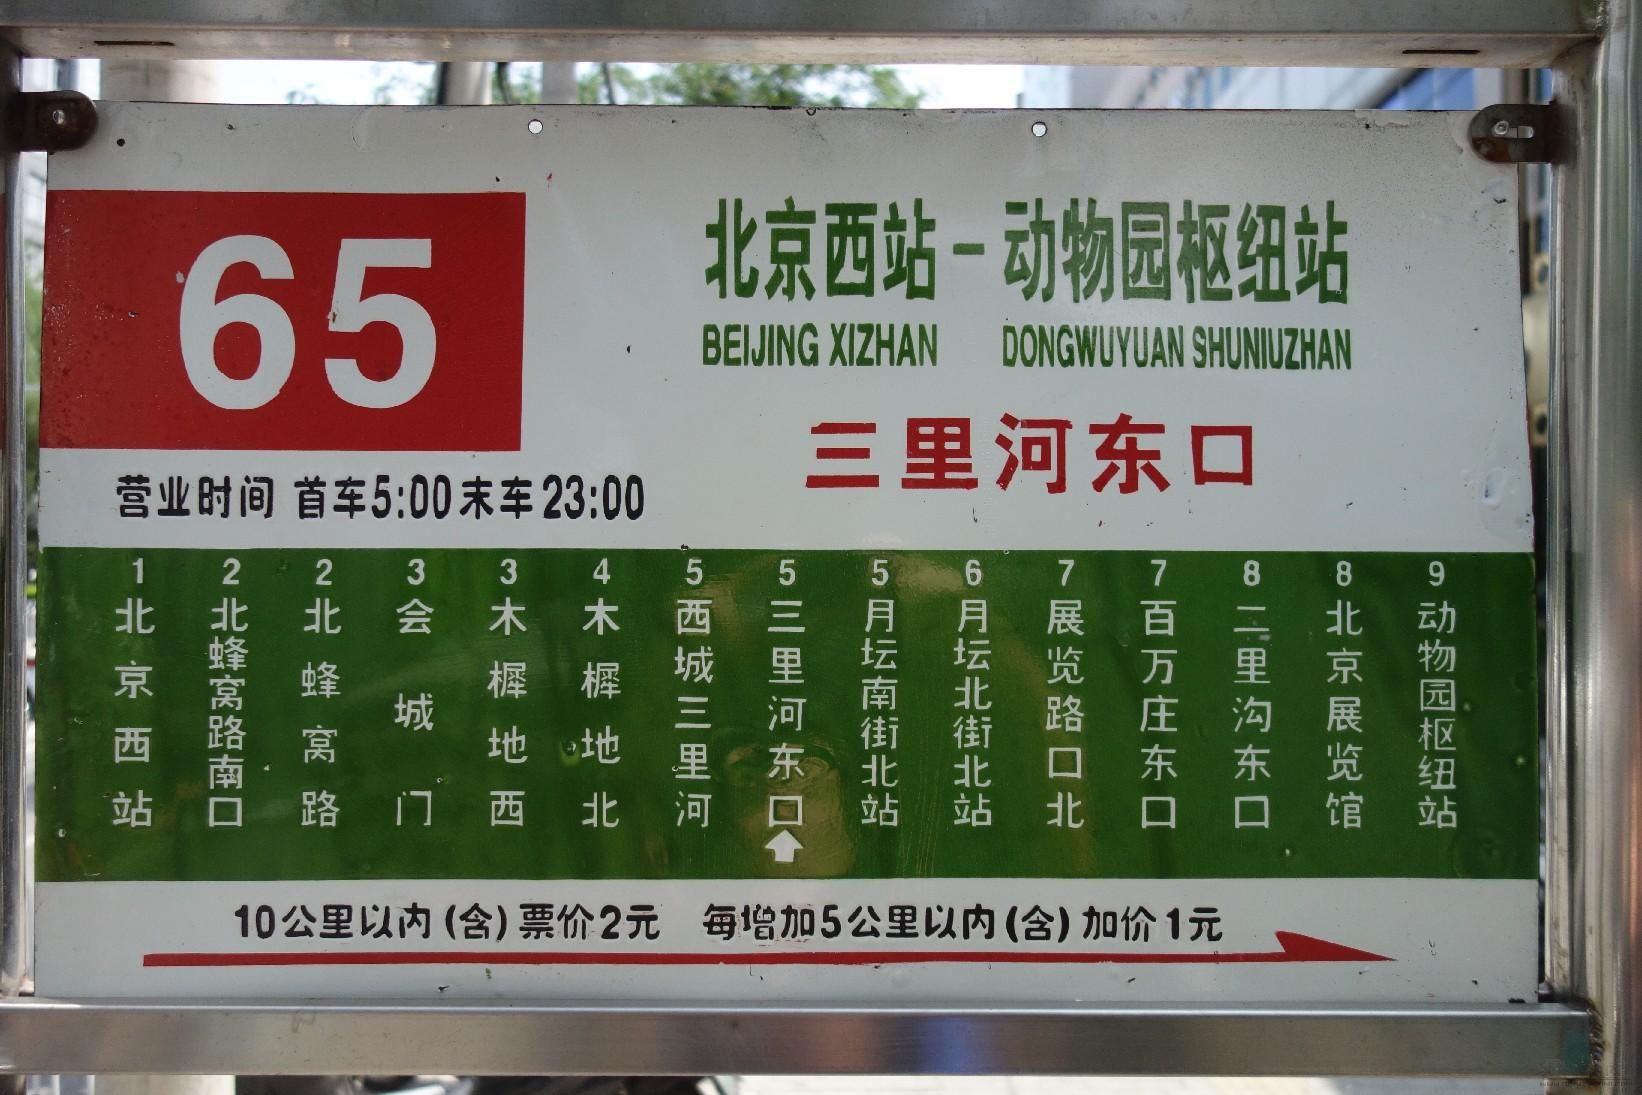 65
北京西站－动物园枢纽站
BEIJING XIZHAN DONGWUYUAN SHUNIUZHAN
三里河东口
营业时间 首车5:00末车23:00
1 北京西站
2 北蜂窝路南口
2 北蜂窝路
3 会城门
3 木樨地西
4 木樨地北
5 西城三里河
5 三里河东口
5 月坛南街北站
6 月坛北街北站
7 展览路口北
7 百万庄东口
8 二里沟东口
8 北京展览馆
9 动物园枢纽站
10公里以内(含)票价2元 每增加5公里以内(含)加价1元